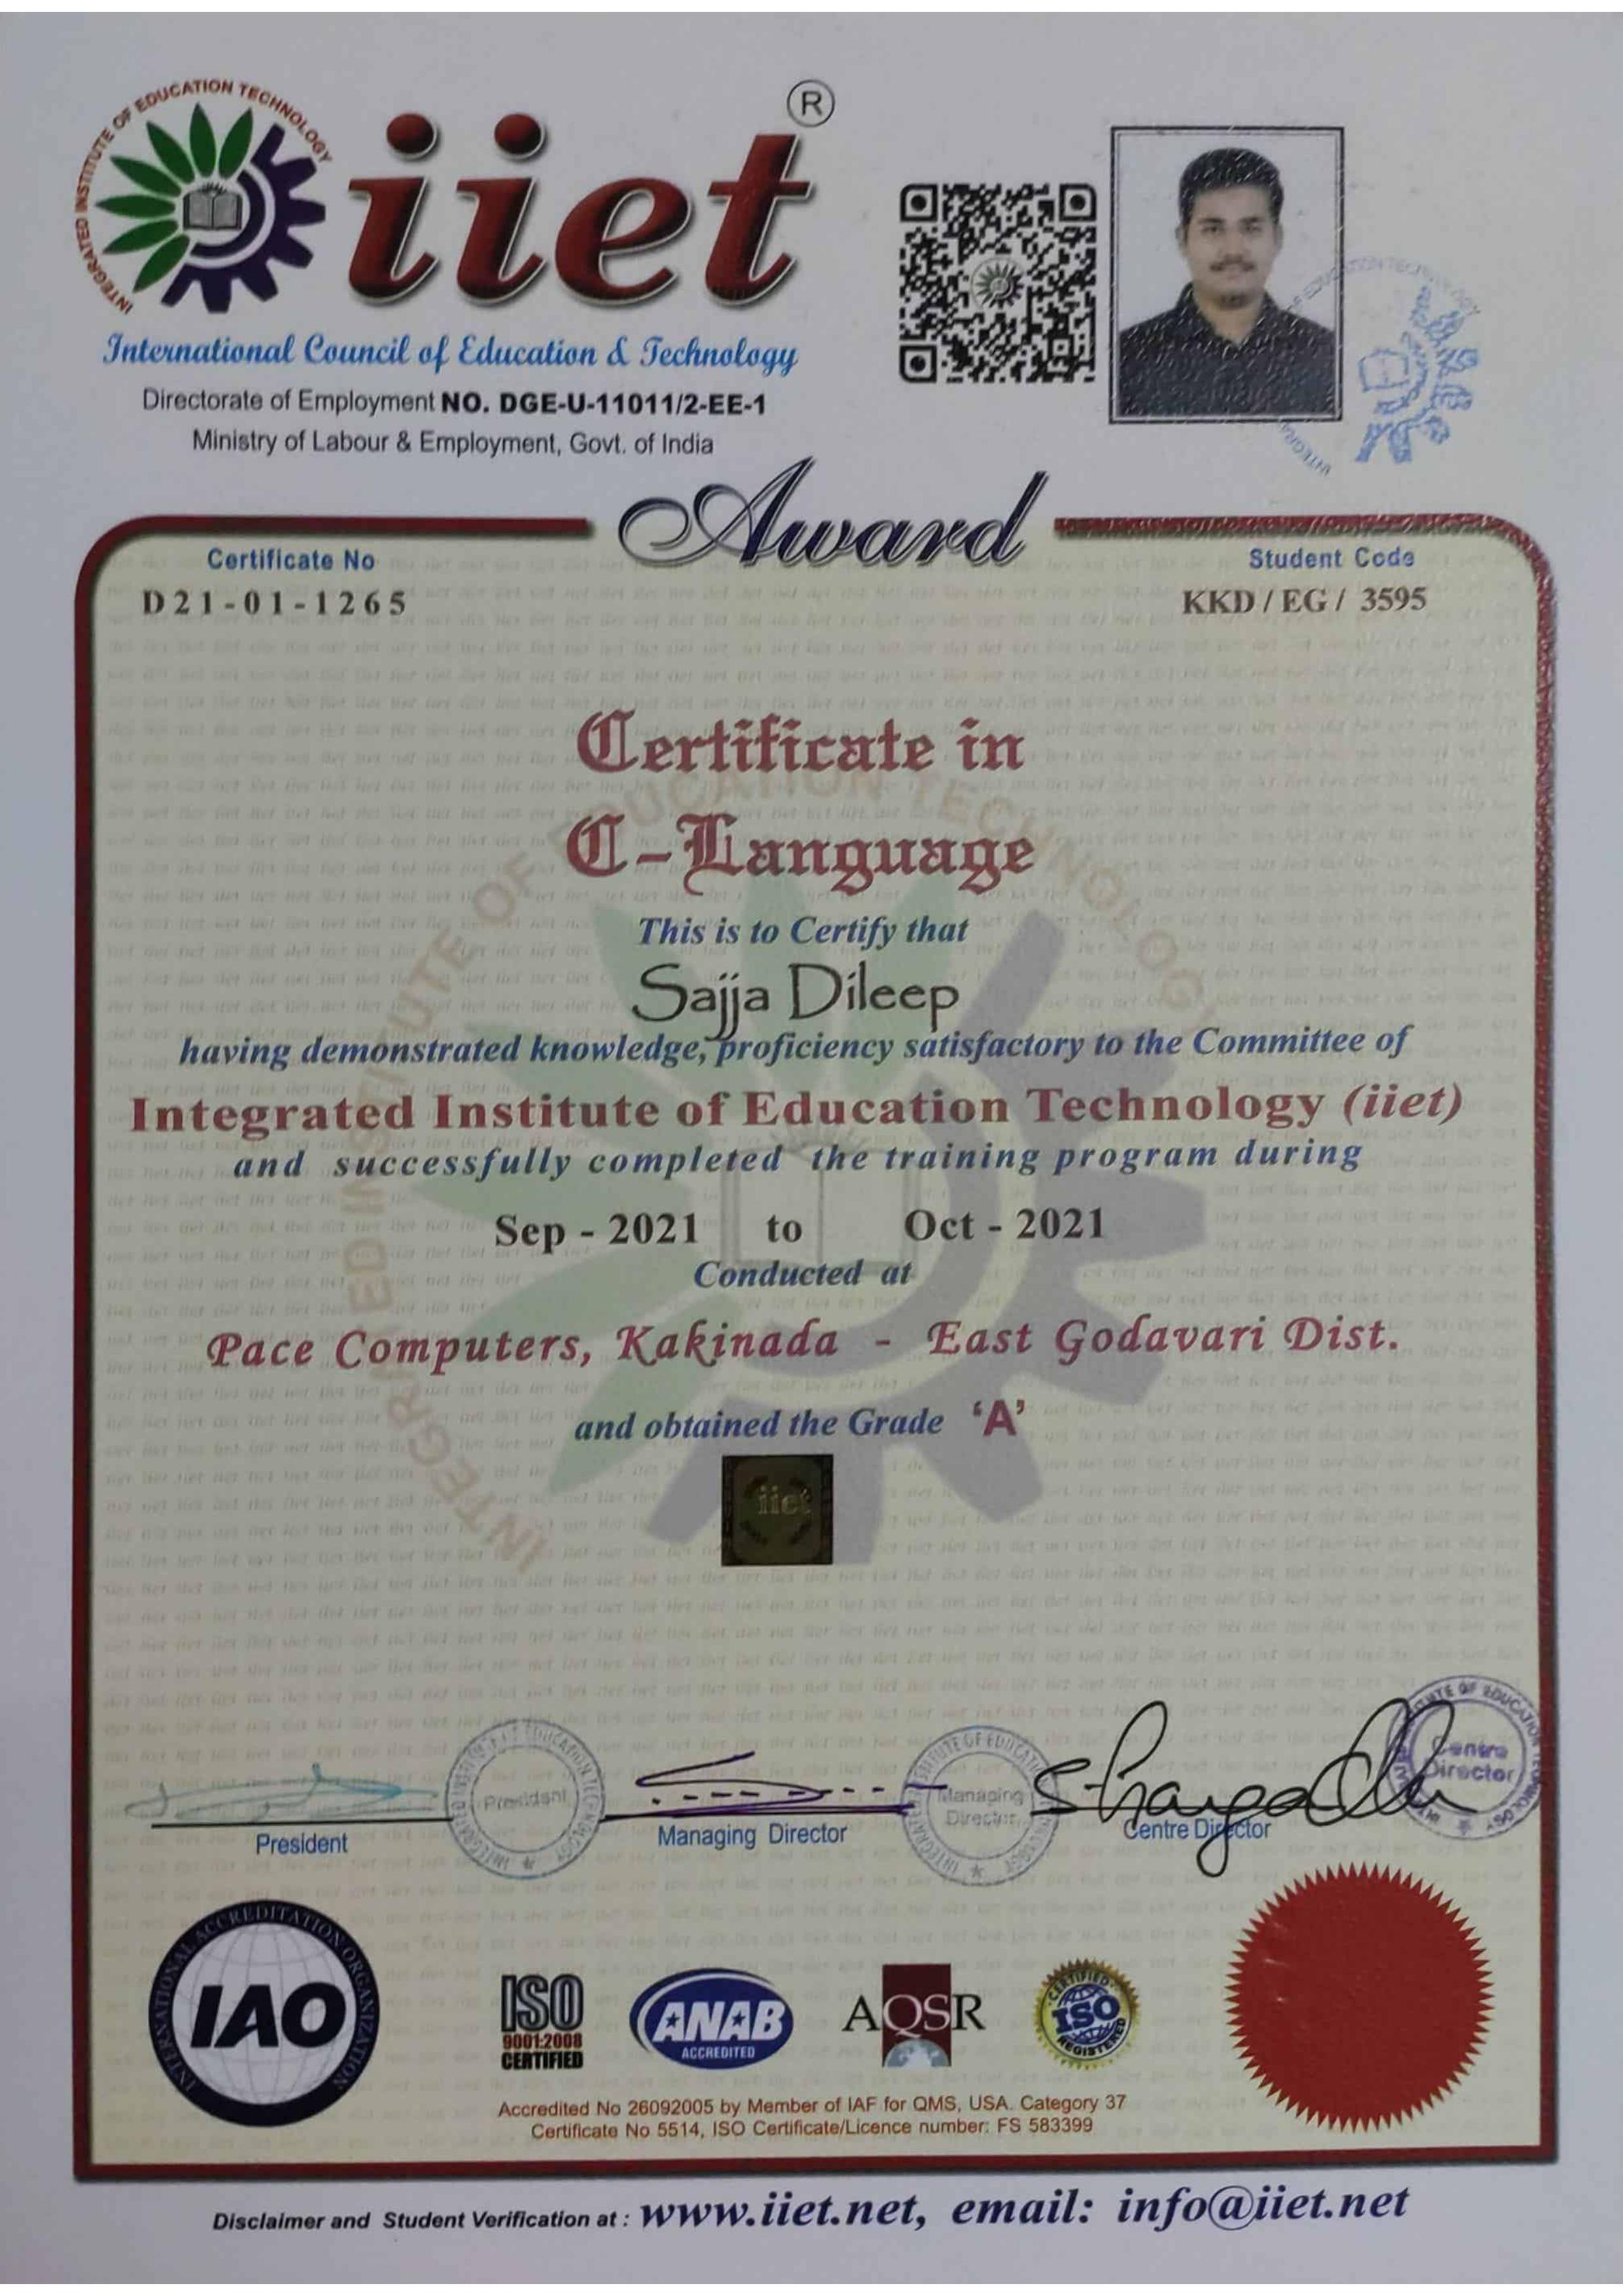 INTEGRATED INSTITUTE OF EDUCATION TECHNOLOGY
iiet®
International Council of Education & Technology
Directorate of Employment NO. DGE-U-11011/2-EE-1
Ministry of Labour & Employment, Govt. of India
Award
Certificate No
Student Code
D21-01-1265
KKD / EG / 3595
Certificate in
C-Language
This is to Certify that
Sajja Dileep
having demonstrated knowledge, proficiency satisfactory to the Committee of
Integrated Institute of Education Technology (iiet)
and successfully completed the training program during
Sep - 2021 to Oct - 2021
Conducted at
Pace Computers, Kakinada - East Godavari Dist.
and obtained the Grade ‘A’
iiet
President
Managing Director
Centre Director
President
Managing Director
Centre Director
INTERNATIONAL ACCREDITATION ORGANIZATION
IAO
ISO
9001:2008
CERTIFIED
ANAB
ACCREDITED
AQSR
CERTIFIED
ISO
REGISTERED
Accredited No 26092005 by Member of IAF for QMS, USA. Category 37
Certificate No 5514, ISO Certificate/Licence number: FS 583399
Disclaimer and Student Verification at : www.iiet.net, email: info@iiet.net